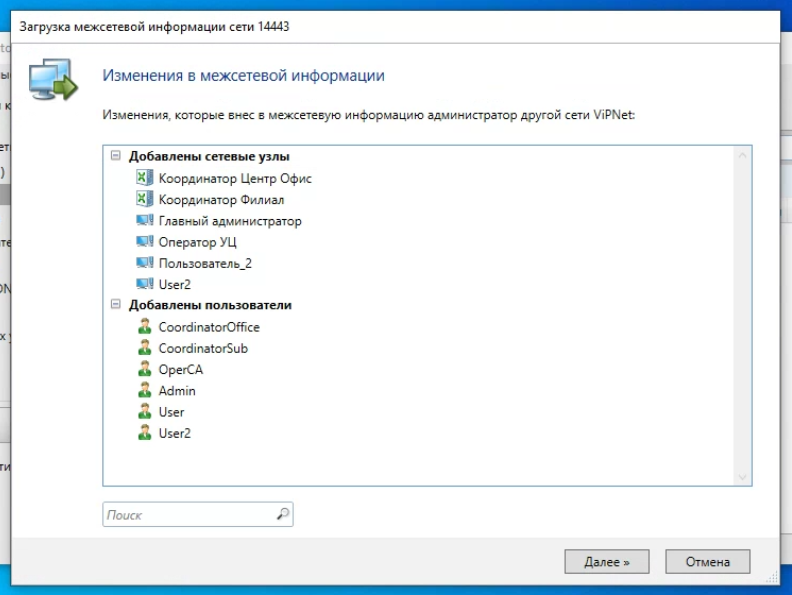 Загрузка межсетевой информации сети 14443
Изменения в межсетевой информации
Изменения, которые внес в межсетевую информацию администратор другой сети ViPNet:
Добавлены сетевые узлы
Координатор Центр Офис
Координатор Филиал
Главный администратор
Оператор УЦ
Пользователь_2
User2
Добавлены пользователи
CoordinatorOffice
CoordinatorSub
OperCA
Admin
User
User2
Поиск
Далее »
Отмена